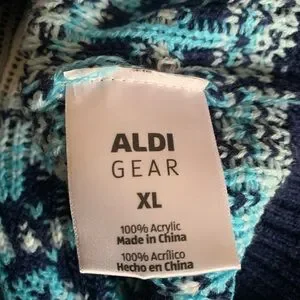 ALDI
GEAR
XL
100% Acrylic
Made in China
100% Acrílico
Hecho en China